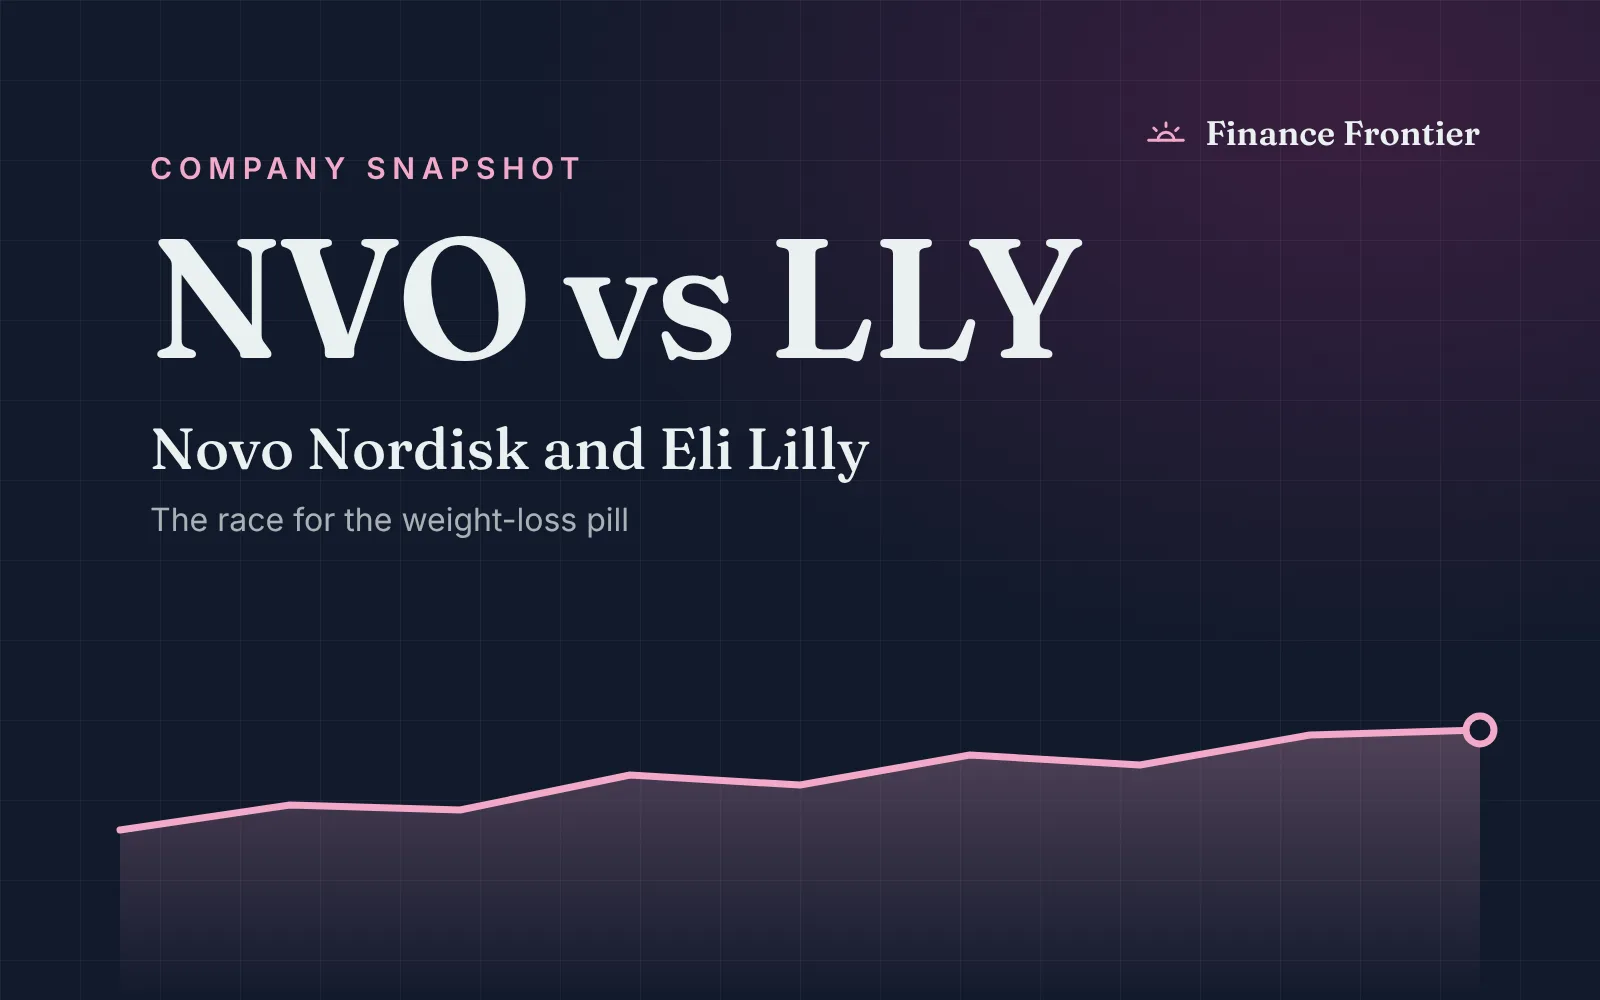 Finance Frontier
COMPANY SNAPSHOT
NVO vs LLY
Novo Nordisk and Eli Lilly
The race for the weight-loss pill